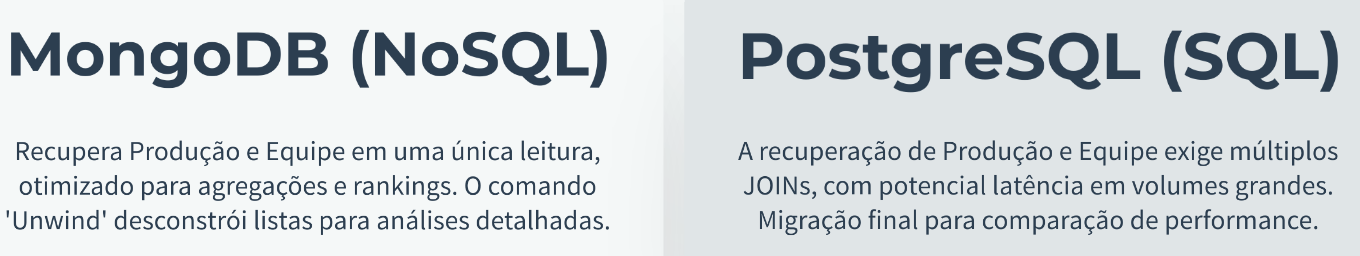 MongoDB (NoSQL)
Recupera Produção e Equipe em uma única leitura,
otimizado para agregações e rankings. O comando
'Unwind' desconstrói listas para análises detalhadas.
PostgreSQL (SQL)
A recuperação de Produção e Equipe exige múltiplos
JOINs, com potencial latência em volumes grandes.
Migração final para comparação de performance.